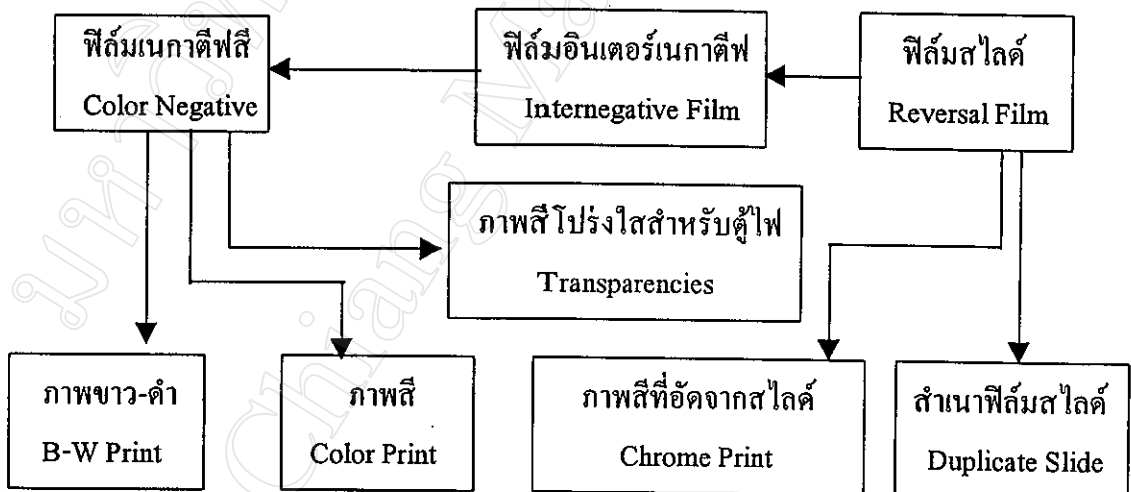 ฟิล์มเนกาตีฟสี
Color Negative
ฟิล์มอินเตอร์เนกาตีฟ
Internegative Film
ฟิล์มสไลด์
Reversal Film
ภาพสีโปร่งใสสำหรับตู้ไฟ
Transparencies
ภาพขาว-ดำ
B-W Print
ภาพสี
Color Print
ภาพสีที่อัดจากสไลด์
Chrome Print
สำเนาฟิล์มสไลด์
Duplicate Slide